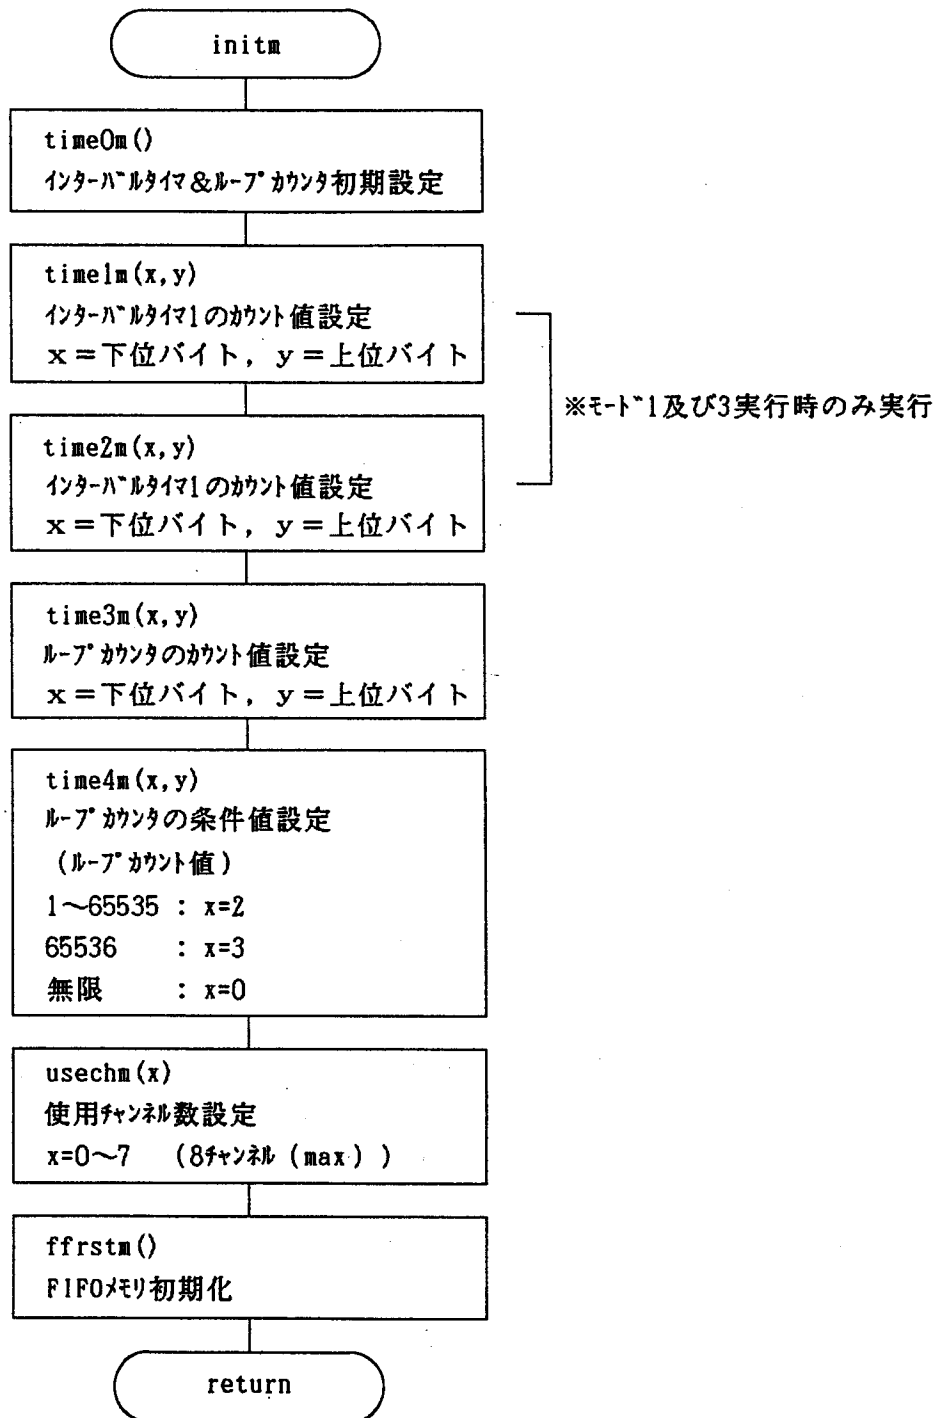 initm
time0m()
ｲﾝﾀｰﾊﾞﾙﾀｲﾏ＆ﾙｰﾌﾟｶｳﾝﾀ初期設定
time1m(x,y)
ｲﾝﾀｰﾊﾞﾙﾀｲﾏ1のｶｳﾝﾄ値設定
ｘ＝下位バイト，ｙ＝上位バイト
※ﾓｰﾄﾞ1及び3実行時のみ実行
time2m(x,y)
ｲﾝﾀｰﾊﾞﾙﾀｲﾏ1のｶｳﾝﾄ値設定
ｘ＝下位バイト，ｙ＝上位バイト
time3m(x,y)
ﾙｰﾌﾟｶｳﾝﾀのｶｳﾝﾄ値設定
ｘ＝下位バイト，ｙ＝上位バイト
time4m(x,y)
ﾙｰﾌﾟｶｳﾝﾀの条件値設定
（ﾙｰﾌﾟｶｳﾝﾄ値）
1～65535 : x=2
65536 : x=3
無限 : x=0
usechm(x)
使用ﾁｬﾝﾈﾙ数設定
x=0～7 (8ﾁｬﾝﾈﾙ(max))
ffrstm()
FIFOﾒﾓﾘ初期化
return